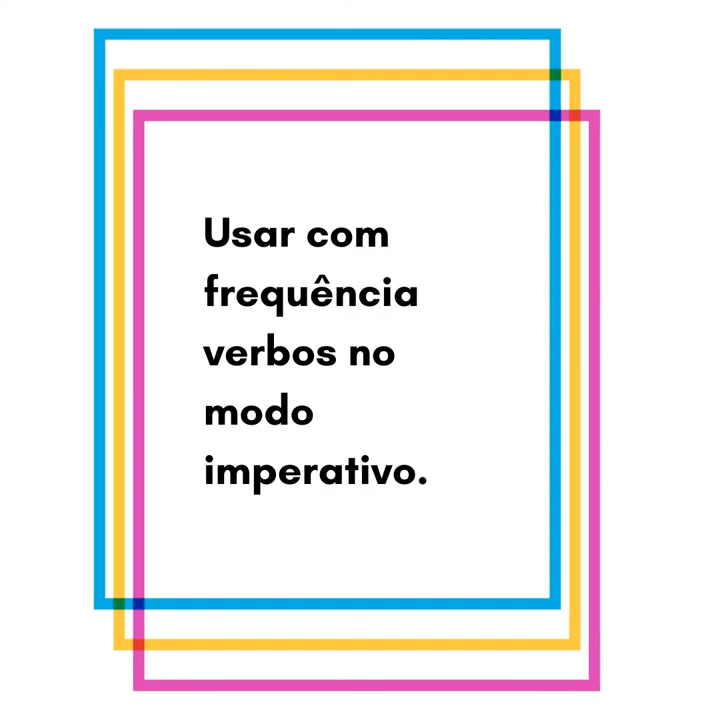 Usar com
frequência
verbos no
modo
imperativo.